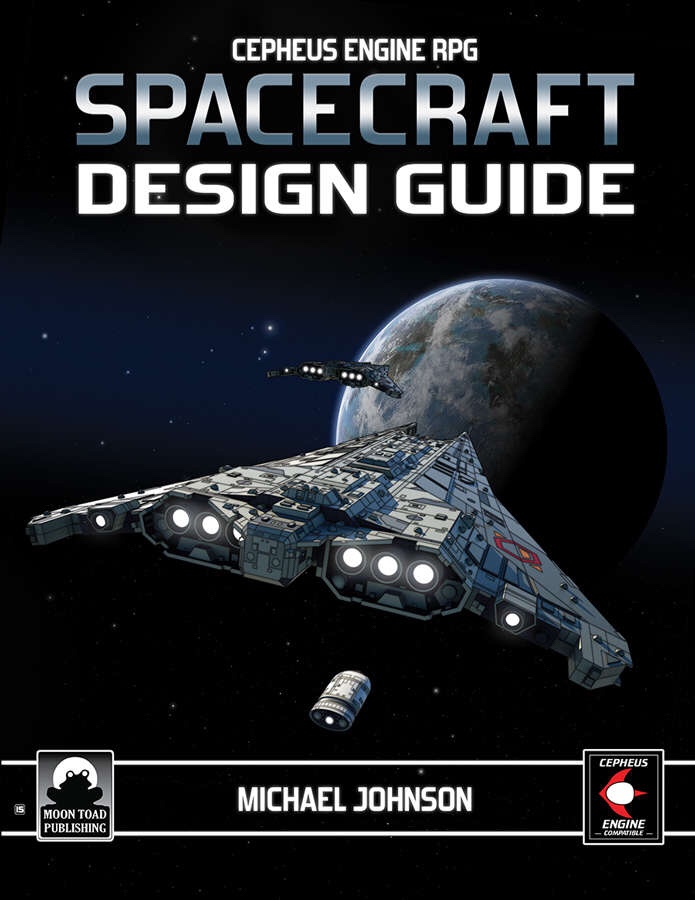 CEPHEUS ENGINE RPG
SPACECRAFT
DESIGN GUIDE
MICHAEL JOHNSON
MOON TOAD
PUBLISHING
CEPHEUS
ENGINE
COMPATIBLE